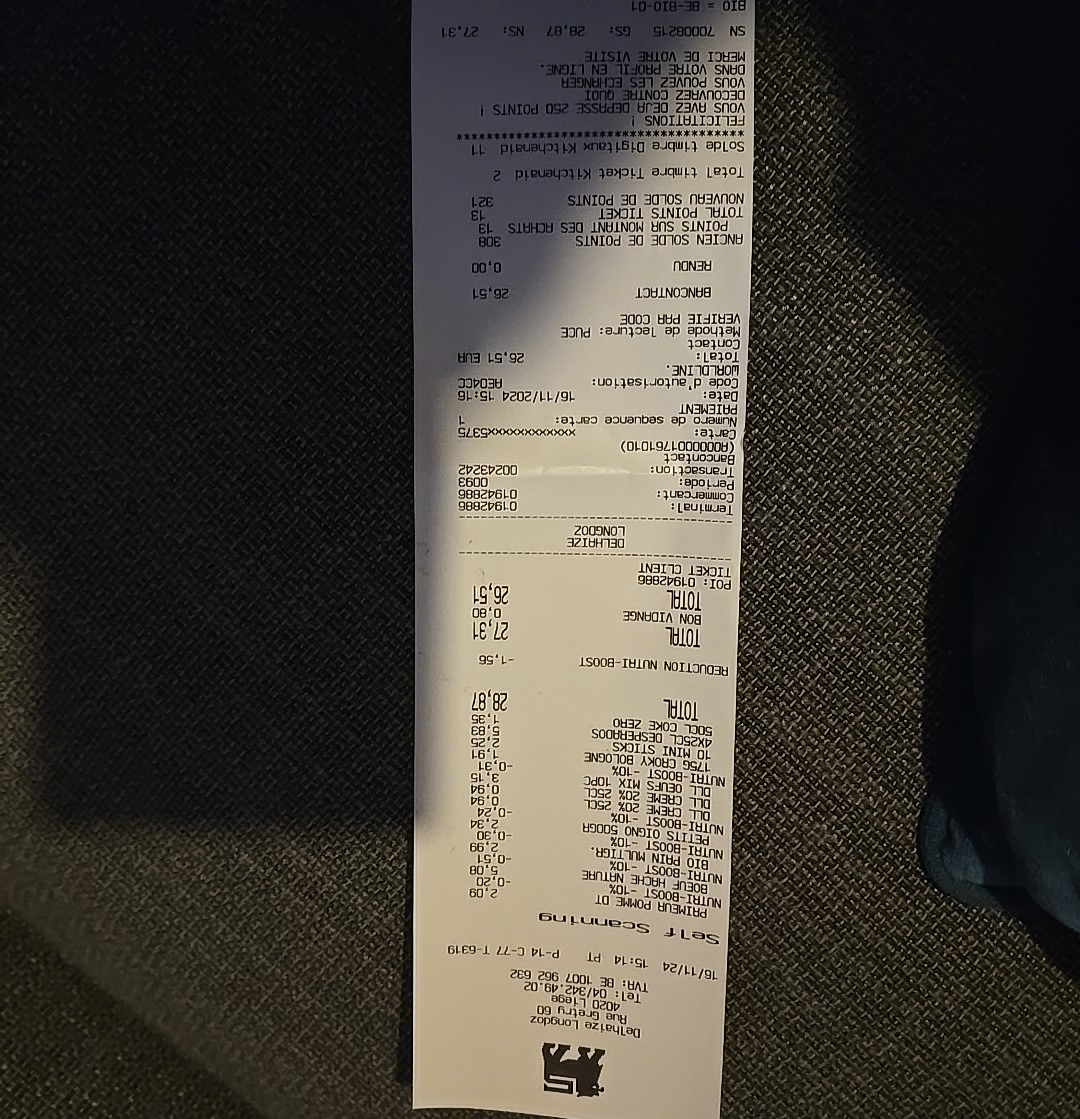 Delhaize Longdoz
Rue Gretry 60
4020 Liege
Tel: 04/342.49.02
TVA: BE 1007 962 632
16/11/24 15:14 PT P-14 C-77 T-6319
Self Scanning
PRIMEUR POMME DT 2,09
NUTRI-BOOST -10% -0,20
BOEUF HACHE NATURE 5,08
NUTRI-BOOST -10% -0,51
BIO PAIN MULTIGR. 2,99
NUTRI-BOOST -10% -0,30
PETITS OIGNO 500GR 2,34
NUTRI-BOOST -10% -0,24
DLL CREME 20% 25CL 0,94
DLL CREME 20% 25CL 0,94
DLL OEUFS MIX 10PC 3,15
NUTRI-BOOST -10% -0,31
175G CROKY BOLOGNE 1,91
10 MINI STICKS 2,25
4X25CL DESPERADOS 5,83
50CL COKE ZERO 1,35
TOTAL 28,87
REDUCTION NUTRI-BOOST -1,56
TOTAL 27,31
BON VIDANGE 0,80
TOTAL 26,51
POI: 01942886
TICKET CLIENT
--------------------------------
DELHAIZE
LONGDOZ
--------------------------------
Terminal: 01942886
Commercant: 01942886
Periode: 0093
Transaction: 00243242
Bancontact
(A0000001761010)
Carte: xxxxxxxxxxxxx5375
Numero de sequence carte: 1
PAIEMENT
Date: 16/11/2024 15:16
Code d'autorisation: AED4CC
WORLDLINE.
Total: 26,51 EUR
Contact
Methode de lecture: PUCE
VERIFIE PAR CODE
BANCONTACT 26,51
RENDU 0,00
ANCIEN SOLDE DE POINTS 308
POINTS SUR MONTANT DES ACHATS 13
TOTAL POINTS TICKET 13
NOUVEAU SOLDE DE POINTS 321
Total timbre Ticket Kitchenaid 2
Solde timbre Digitaux Kitchenaid 11
****************************************
FELICITATIONS !
VOUS AVEZ DEJA DEPASSE 250 POINTS !
DECOUVREZ CONTRE QUOI
VOUS POUVEZ LES ECHANGER
DANS VOTRE PROFIL EN LIGNE.
MERCI DE VOTRE VISITE
SN 70008215 GS: 28,87 NS: 27,31
BIO = BE-BIO-01